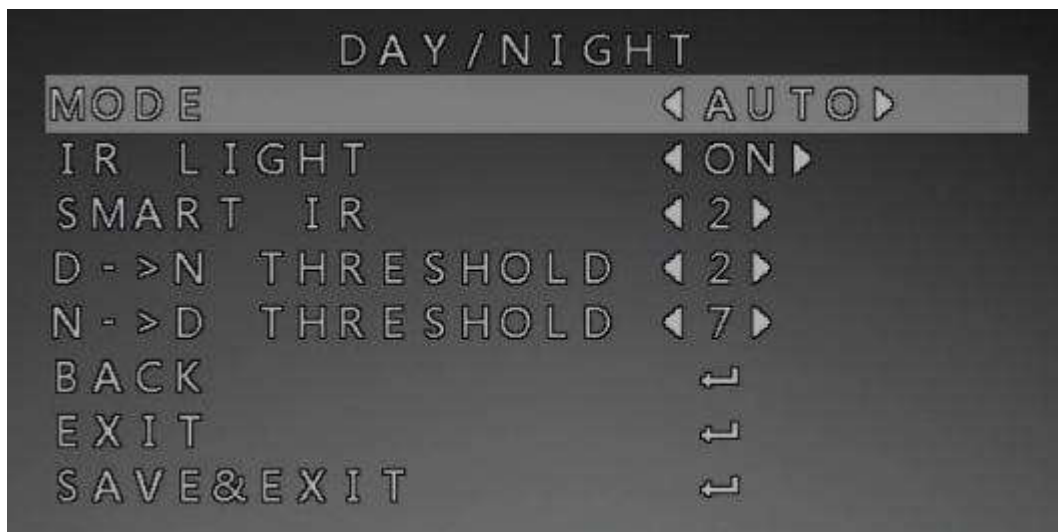 DAY/NIGHT
MODE ◀ AUTO ▶
IR LIGHT ◀ ON ▶
SMART IR ◀ 2 ▶
D->N THRESHOLD ◀ 2 ▶
N->D THRESHOLD ◀ 7 ▶
BACK ↵
EXIT ↵
SAVE&EXIT ↵